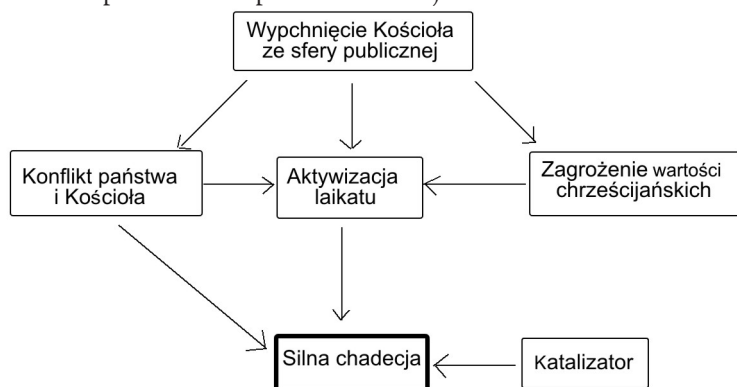 Wypchnięcie Kościoła
ze sfery publicznej
Konflikt państwa
i Kościoła
Aktywizacja
laikatu
Zagrożenie wartości
chrześcijańskich
Silna chadecja
Katalizator